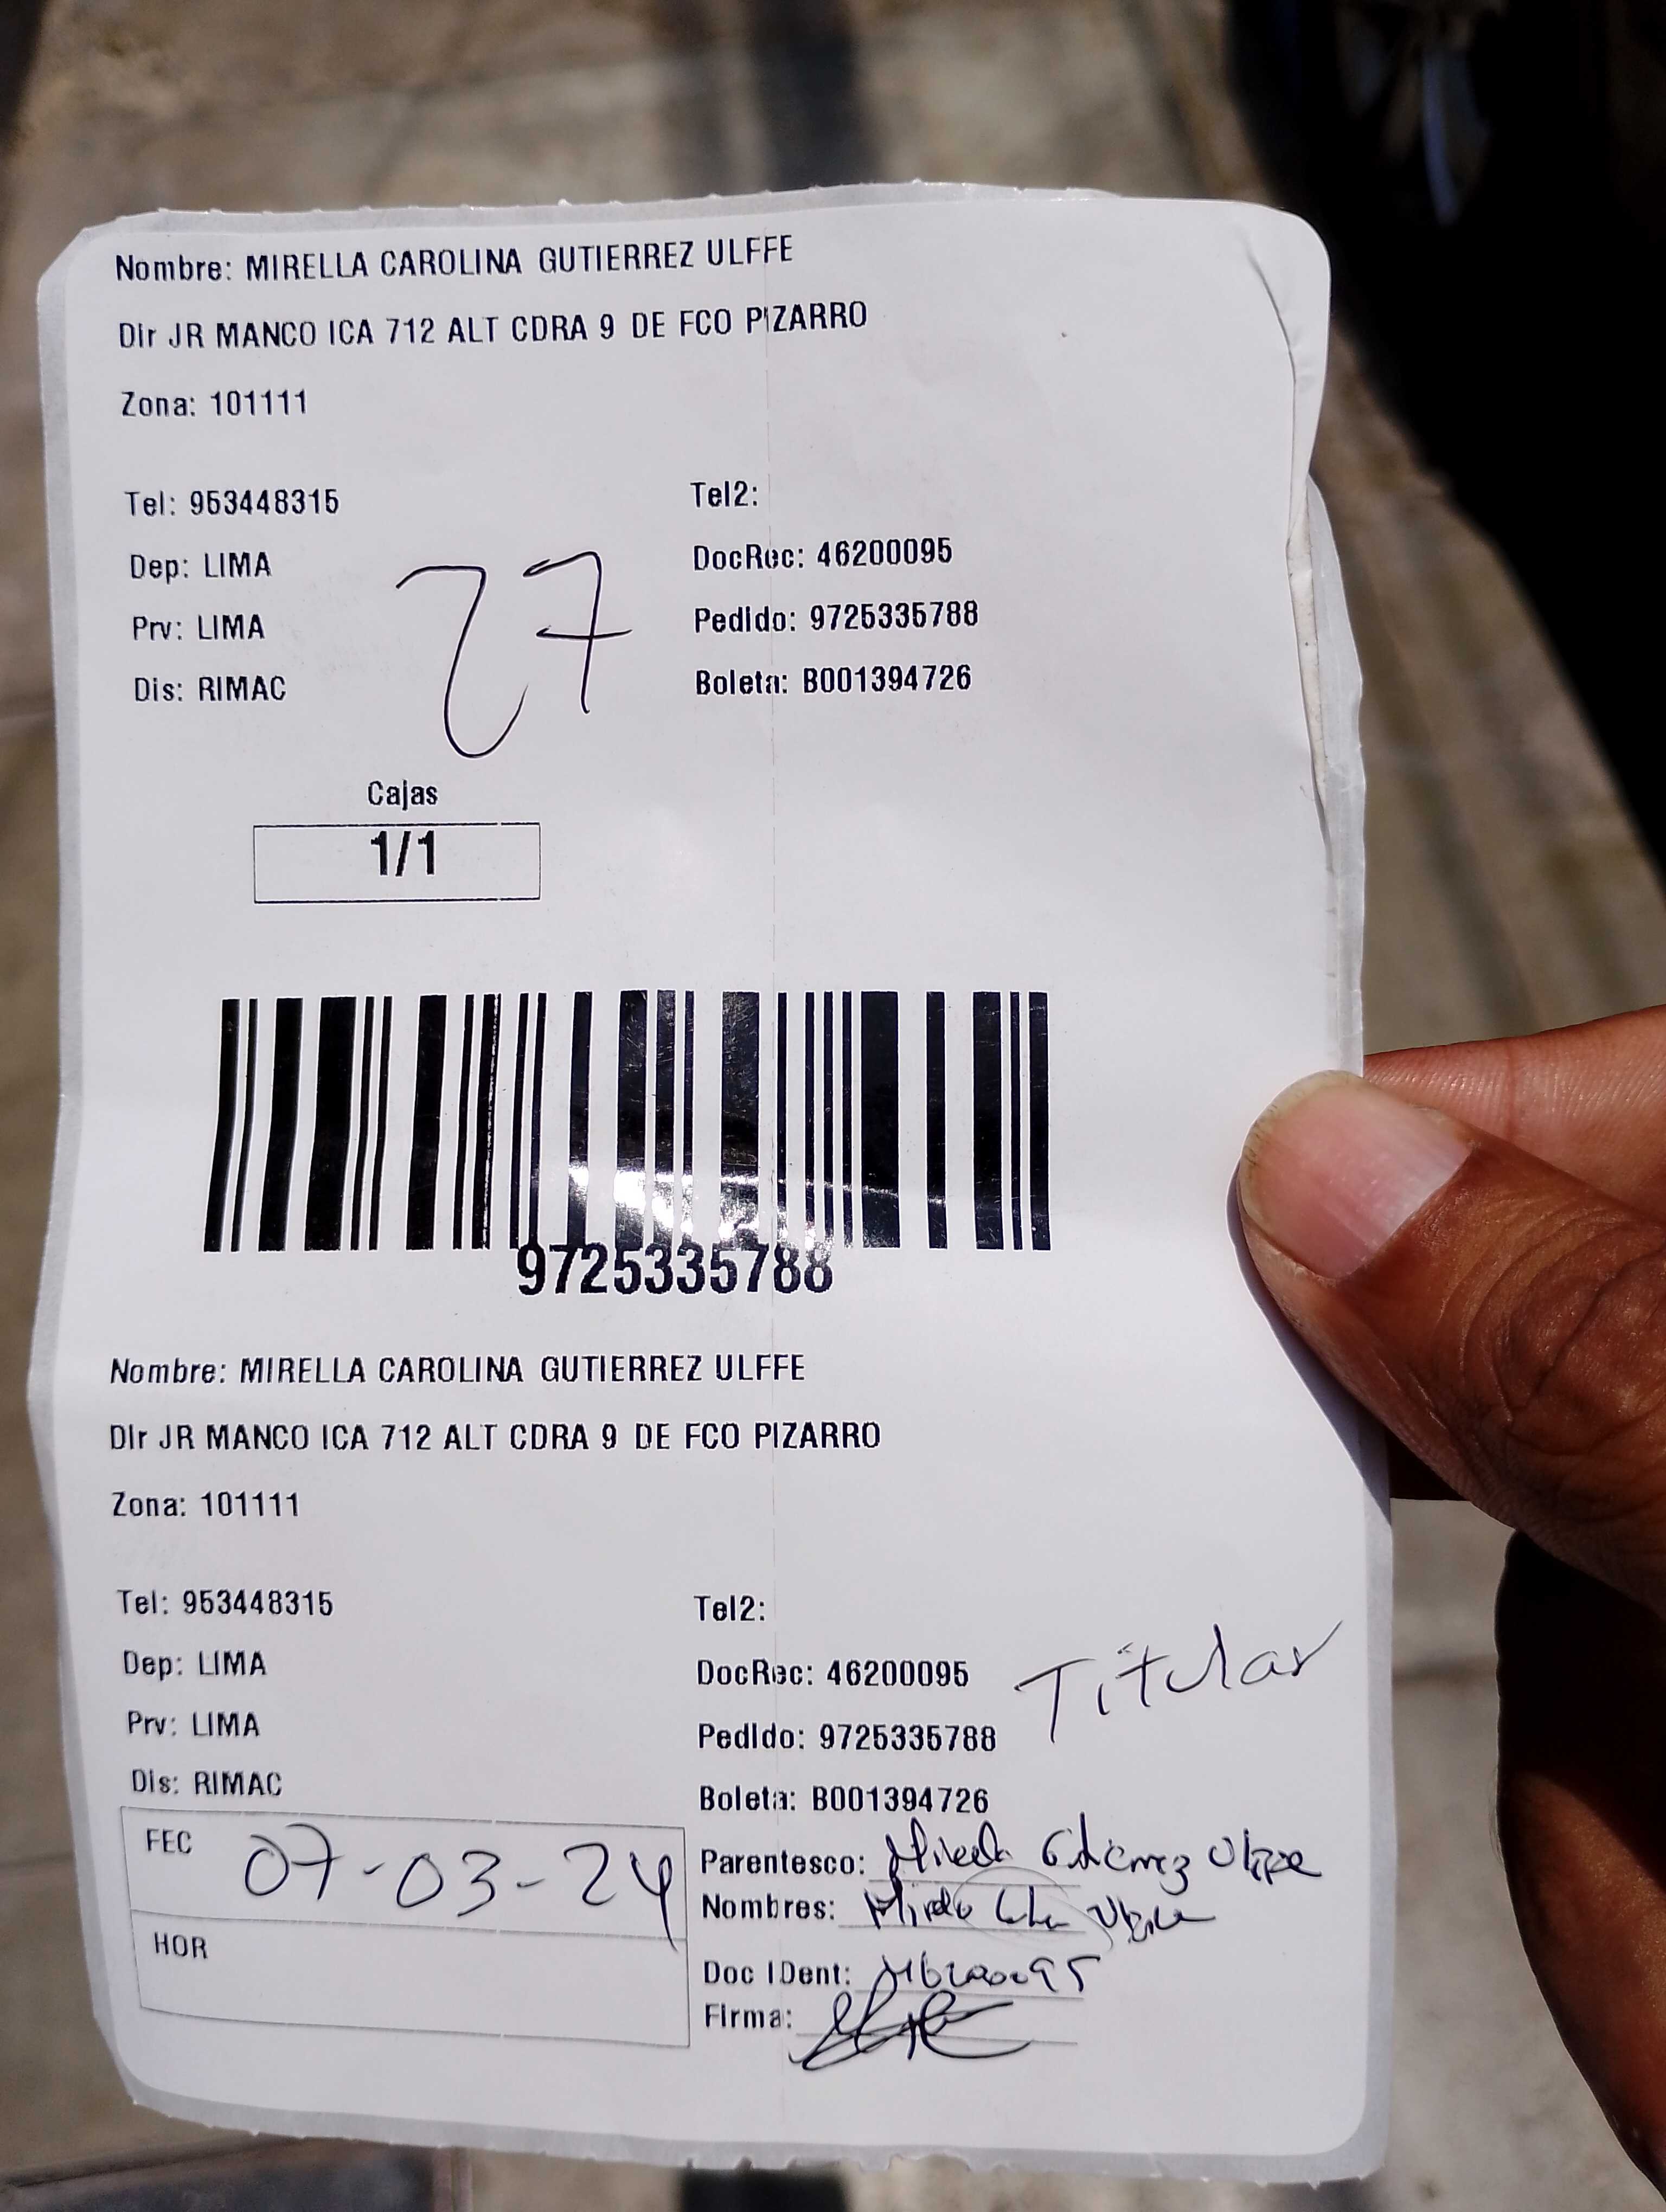 Nombre: MIRELLA CAROLINA GUTIERREZ ULFFE
Dir JR MANCO ICA 712 ALT CDRA 9 DE FCO PIZARRO
Zona: 101111
Tel: 953448315 Tel2:
Dep: LIMA DocRec: 46200095
Prv: LIMA Pedido: 9725335788
Dis: RIMAC Boleta: B001394726
27
Cajas
1/1
9725335788
Nombre: MIRELLA CAROLINA GUTIERREZ ULFFE
Dir JR MANCO ICA 712 ALT CDRA 9 DE FCO PIZARRO
Zona: 101111
Tel: 953448315 Tel2:
Dep: LIMA DocRec: 46200095 Titular
Prv: LIMA Pedido: 9725335788
Dis: RIMAC Boleta: B001394726
FEC 07-03-24 Parentesco:
Nombres:
HOR Doc IDent: 46200095
Firma: